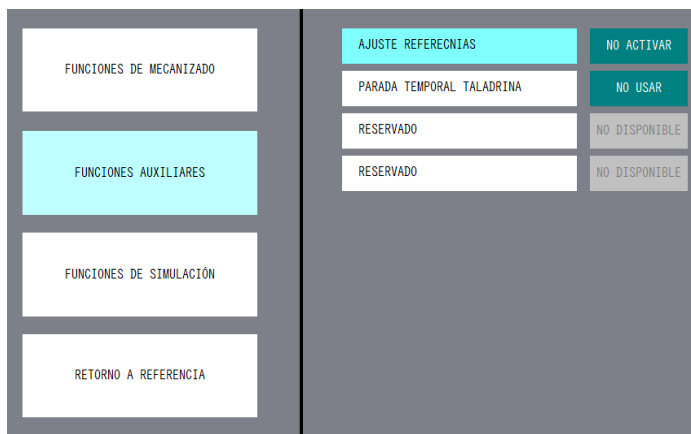 FUNCIONES DE MECANIZADO
FUNCIONES AUXILIARES
FUNCIONES DE SIMULACIÓN
RETORNO A REFERENCIA
AJUSTE REFERECNIAS NO ACTIVAR
PARADA TEMPORAL TALADRINA NO USAR
RESERVADO NO DISPONIBLE
RESERVADO NO DISPONIBLE